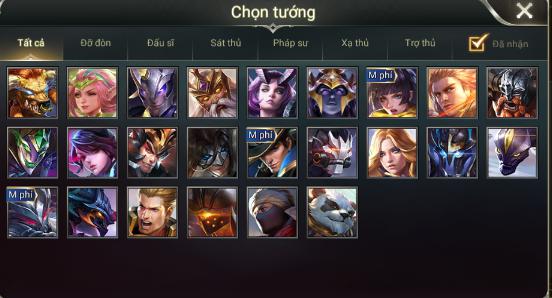 Chọn tướng
Tất cả Đỡ đòn Đấu sĩ Sát thủ Pháp sư Xạ thủ Trợ thủ Đã nhận
M phí
M phí
M phí